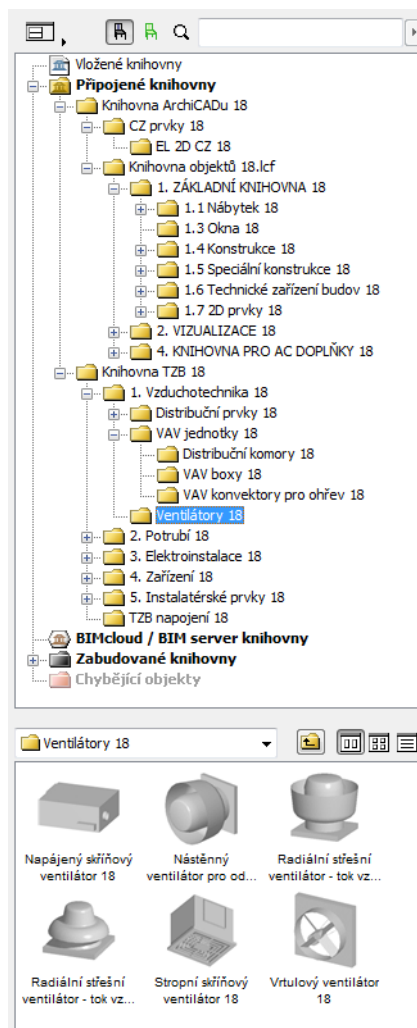 Vložené knihovny
Připojené knihovny
Knihovna ArchiCADu 18
CZ prvky 18
EL 2D CZ 18
Knihovna objektů 18.lcf
1. ZÁKLADNÍ KNIHOVNA 18
1.1 Nábytek 18
1.3 Okna 18
1.4 Konstrukce 18
1.5 Speciální konstrukce 18
1.6 Technické zařízení budov 18
1.7 2D prvky 18
2. VIZUALIZACE 18
4. KNIHOVNA PRO AC DOPLŇKY 18
Knihovna TZB 18
1. Vzduchotechnika 18
Distribuční prvky 18
VAV jednotky 18
Distribuční komory 18
VAV boxy 18
VAV konvektory pro ohřev 18
Ventilátory 18
2. Potrubí 18
3. Elektroinstalace 18
4. Zařízení 18
5. Instalatérské prvky 18
TZB napojení 18
BIMcloud / BIM server knihovny
Zabudované knihovny
Chybějící objekty
Ventilátory 18
Napájený skříňový
ventilátor 18
Nástěnný
ventilátor pro od...
Radiální střešní
ventilátor - tok vz...
Radiální střešní
ventilátor - tok vz...
Stropní skříňový
ventilátor 18
Vrtulový ventilátor
18